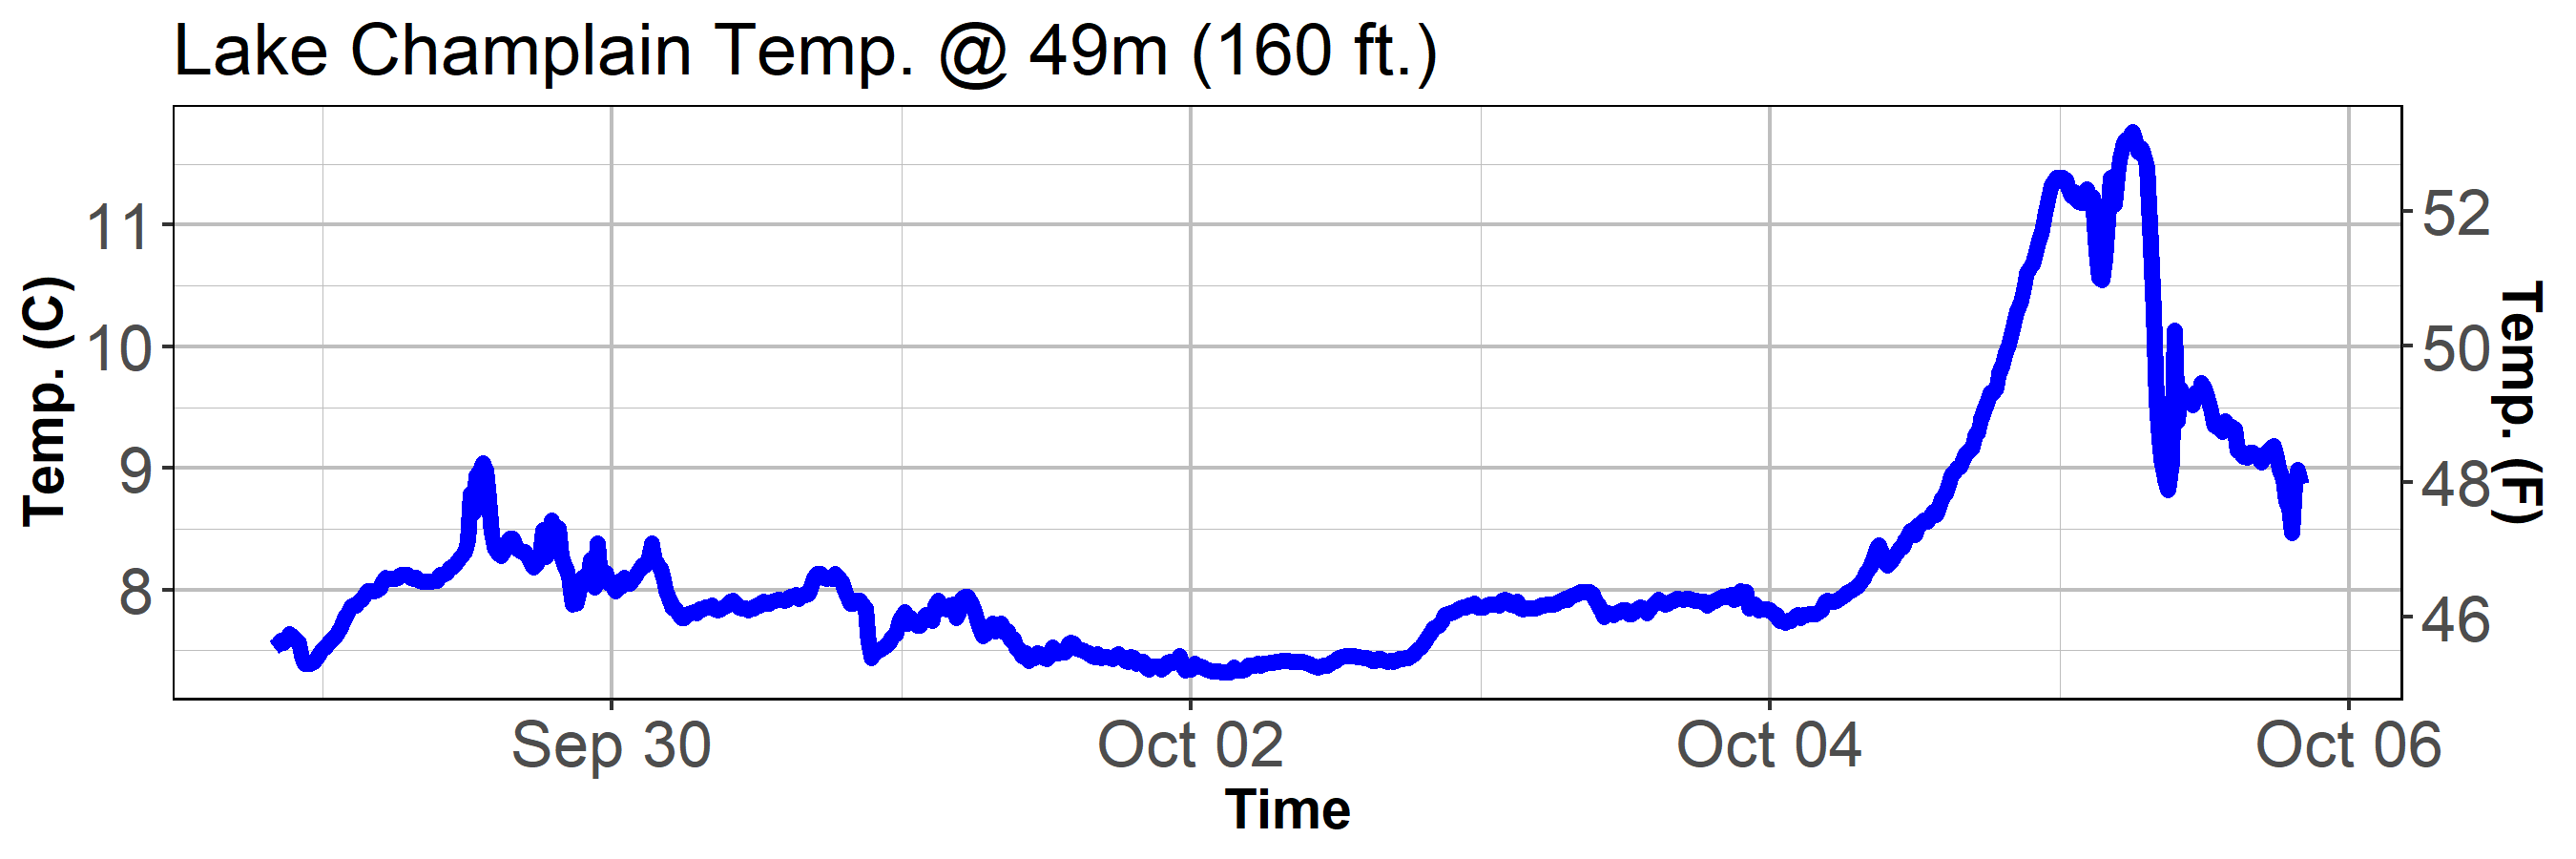 Lake Champlain Temp. @ 49m (160 ft.)
Temp. (C)
11
10
9
8
52
50
48
46
Temp. (F)
Sep 30
Oct 02
Oct 04
Oct 06
Time